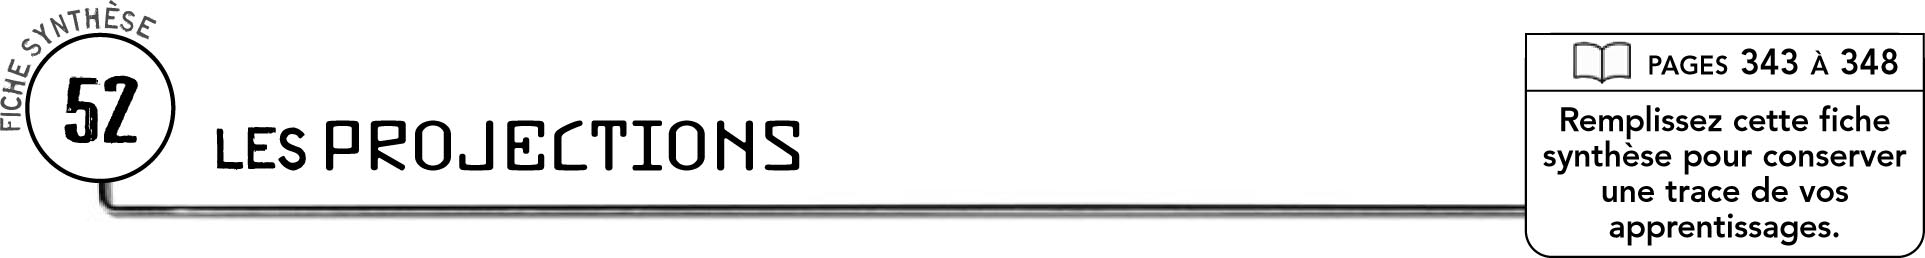 FICHE SYNTHÈSE
52
LES PROJECTIONS
PAGES 343 À 348
Remplissez cette fiche
synthèse pour conserver
une trace de vos
apprentissages.